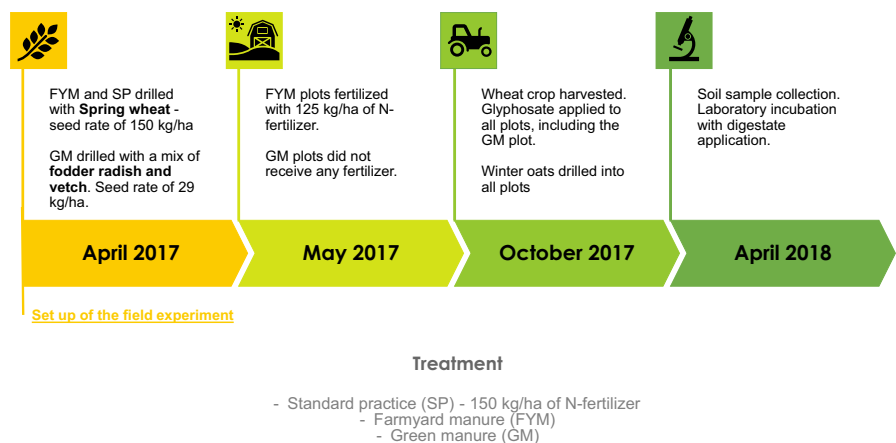 FYM and SP drilled
with Spring wheat -
seed rate of 150 kg/ha
GM drilled with a mix of
fodder radish and
vetch. Seed rate of 29
kg/ha.
FYM plots fertilized
with 125 kg/ha of N-
fertilizer.
GM plots did not
receive any fertilizer.
Wheat crop harvested.
Glyphosate applied to
all plots, including the
GM plot.
Winter oats drilled into
all plots
Soil sample collection.
Laboratory incubation
with digestate
application.
April 2017
May 2017
October 2017
April 2018
Set up of the field experiment
Treatment
- Standard practice (SP) - 150 kg/ha of N-fertilizer
- Farmyard manure (FYM)
- Green manure (GM)